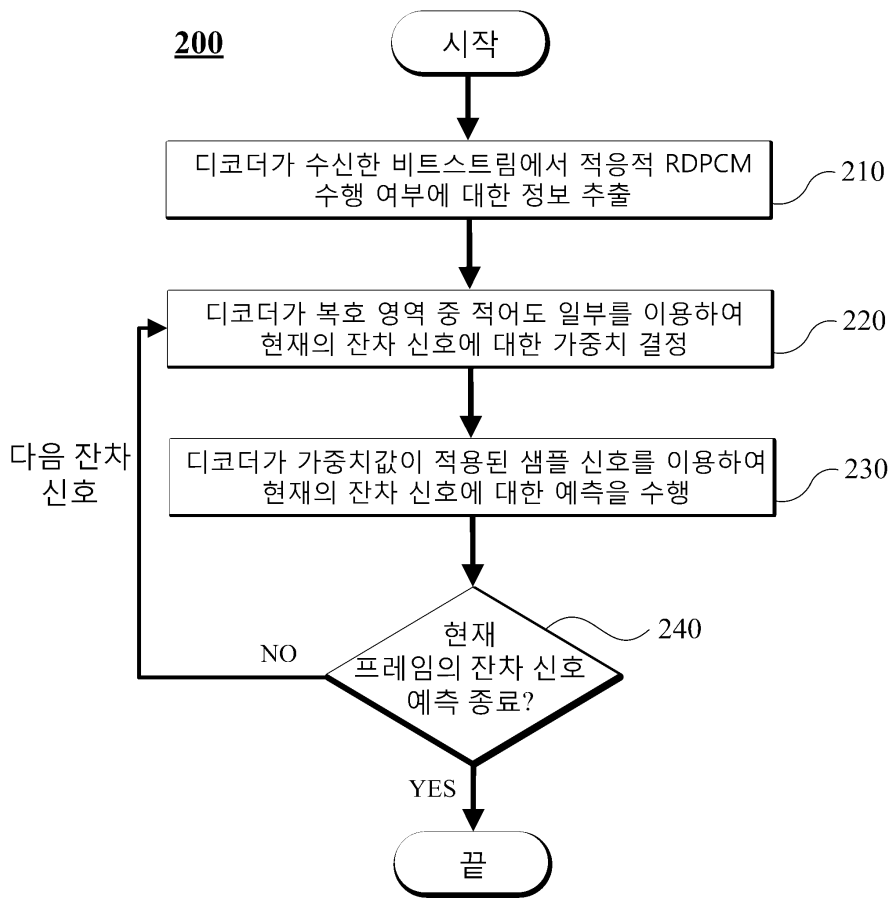 200
시작
디코더가 수신한 비트스트림에서 적응적 RDPCM
수행 여부에 대한 정보 추출
210
디코더가 복호 영역 중 적어도 일부를 이용하여
현재의 잔차 신호에 대한 가중치 결정
220
다음 잔차
신호
디코더가 가중치값이 적용된 샘플 신호를 이용하여
현재의 잔차 신호에 대한 예측을 수행
230
현재
프레임의 잔차 신호
예측 종료?
240
NO
YES
끝